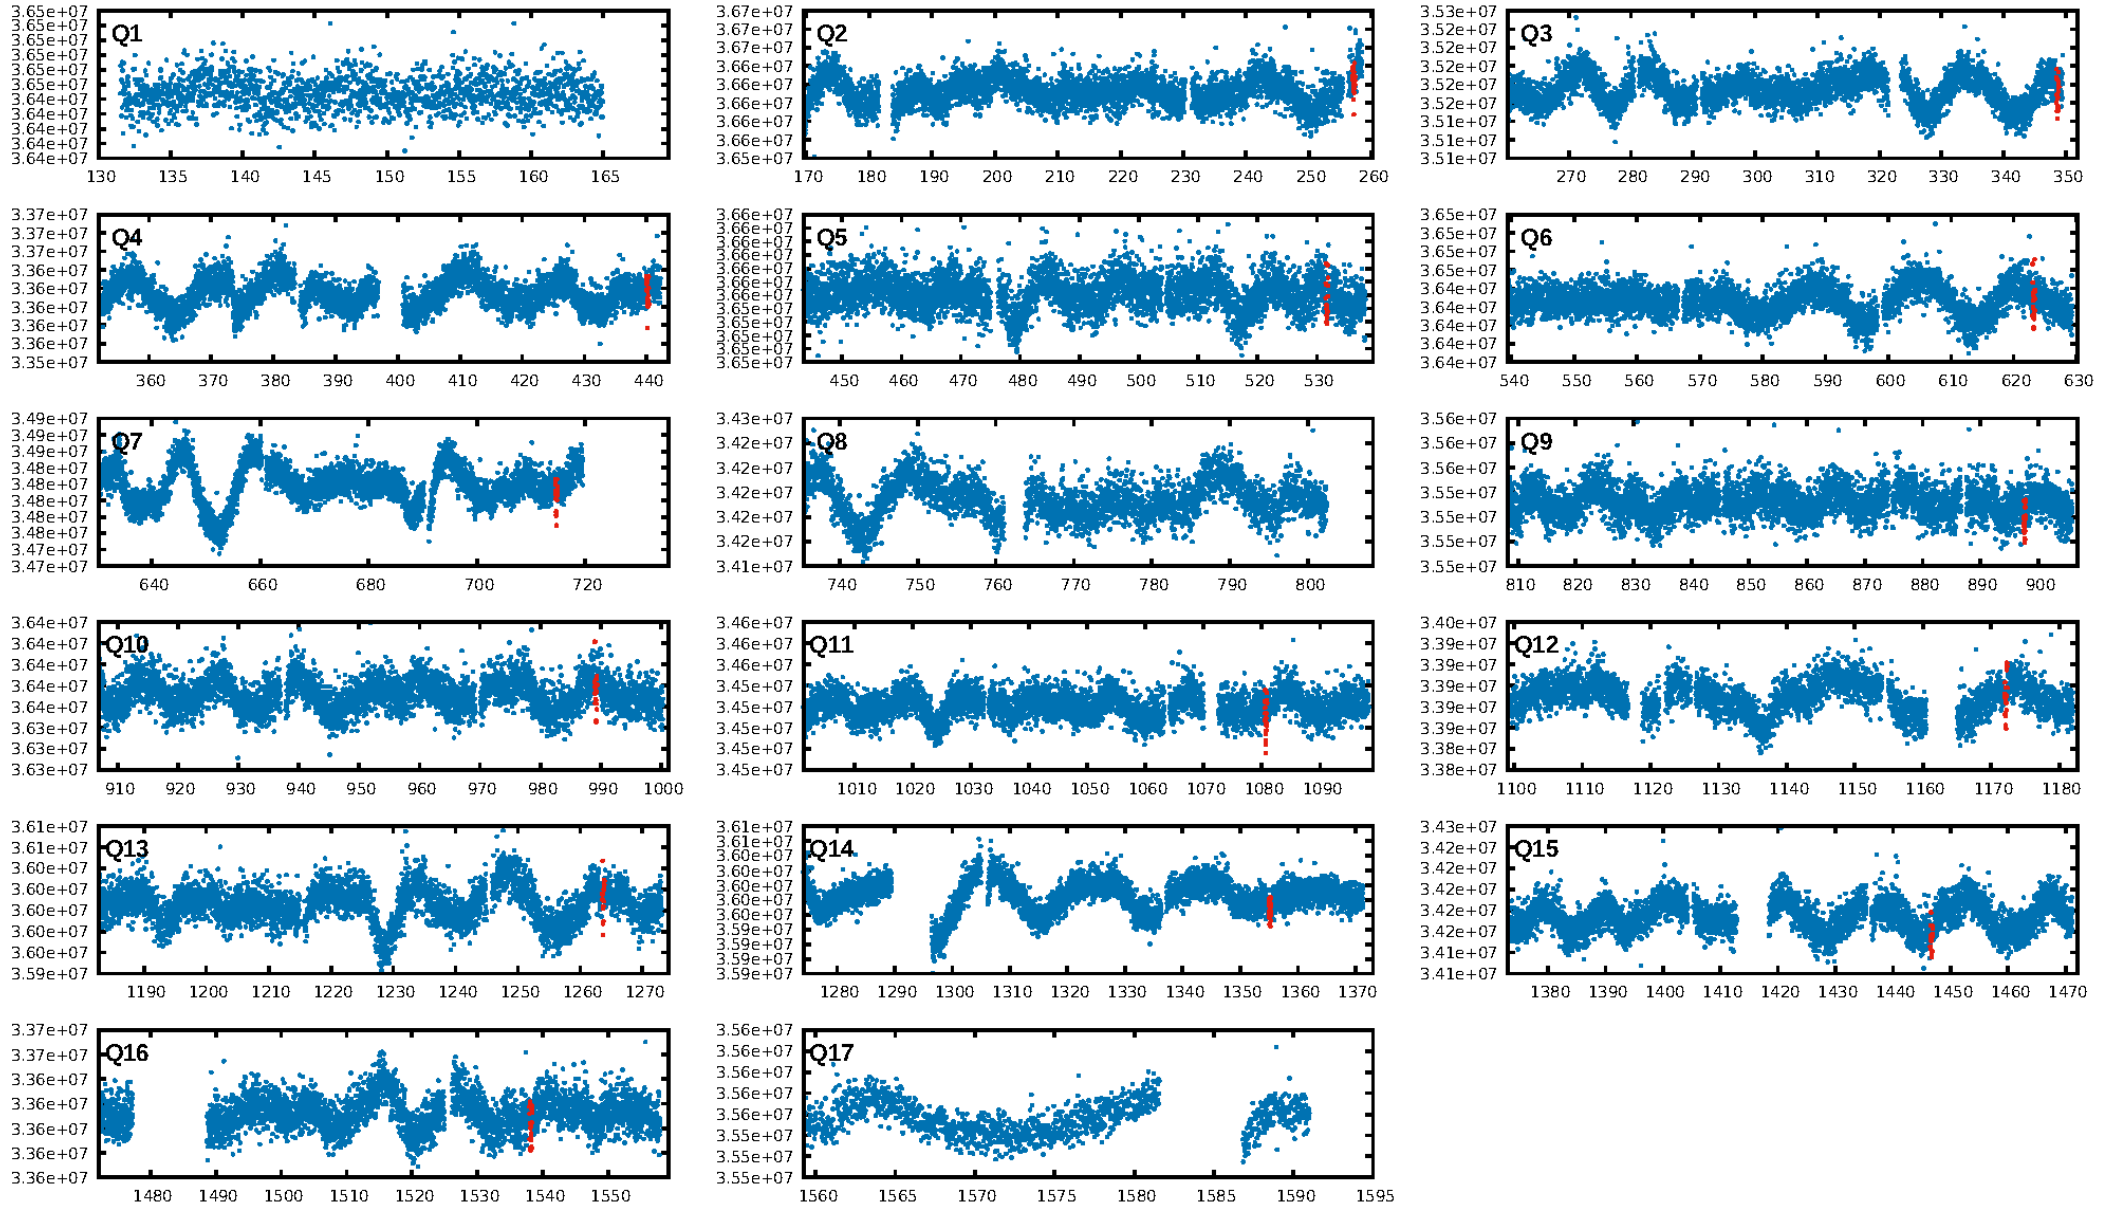 3.65e+07 3.65e+07 3.65e+07 3.65e+07 3.65e+07 3.65e+07 3.64e+07 3.64e+07 3.64e+07 3.64e+07 3.64e+07
Q1
130 135 140 145 150 155 160 165
3.67e+07 3.67e+07 3.67e+07 3.66e+07 3.66e+07 3.66e+07 3.66e+07 3.66e+07 3.65e+07
Q2
170 180 190 200 210 220 230 240 250 260
3.53e+07 3.52e+07 3.52e+07 3.52e+07 3.52e+07 3.52e+07 3.51e+07 3.51e+07 3.51e+07
Q3
270 280 290 300 310 320 330 340 350
3.37e+07 3.37e+07 3.37e+07 3.36e+07 3.36e+07 3.36e+07 3.36e+07 3.36e+07 3.35e+07
Q4
360 370 380 390 400 410 420 430 440
3.66e+07 3.66e+07 3.66e+07 3.66e+07 3.66e+07 3.66e+07 3.66e+07 3.65e+07 3.65e+07 3.65e+07 3.65e+07
Q5
450 460 470 480 490 500 510 520 530
3.65e+07 3.65e+07 3.65e+07 3.65e+07 3.64e+07 3.64e+07 3.64e+07 3.64e+07 3.64e+07
Q6
540 550 560 570 580 590 600 610 620 630
3.49e+07 3.49e+07 3.49e+07 3.48e+07 3.48e+07 3.48e+07 3.48e+07 3.48e+07 3.47e+07 3.47e+07
Q7
640 660 680 700 720
3.43e+07 3.42e+07 3.42e+07 3.42e+07 3.42e+07 3.42e+07 3.41e+07
Q8
740 750 760 770 780 790 800
3.56e+07 3.56e+07 3.56e+07 3.55e+07 3.55e+07 3.55e+07 3.55e+07
Q9
810 820 830 840 850 860 870 880 890 900
3.64e+07 3.64e+07 3.64e+07 3.64e+07 3.64e+07 3.63e+07 3.63e+07 3.63e+07
Q10
910 920 930 940 950 960 970 980 990 1000
3.46e+07 3.46e+07 3.46e+07 3.45e+07 3.45e+07 3.45e+07 3.45e+07 3.45e+07
Q11
1010 1020 1030 1040 1050 1060 1070 1080 1090
3.40e+07 3.39e+07 3.39e+07 3.39e+07 3.39e+07 3.39e+07 3.38e+07 3.38e+07
Q12
1100 1110 1120 1130 1140 1150 1160 1170 1180
3.61e+07 3.60e+07 3.60e+07 3.60e+07 3.60e+07 3.60e+07 3.60e+07 3.59e+07
Q13
1190 1200 1210 1220 1230 1240 1250 1260 1270
3.61e+07 3.61e+07 3.60e+07 3.60e+07 3.60e+07 3.60e+07 3.60e+07 3.59e+07 3.59e+07 3.59e+07
Q14
1280 1290 1300 1310 1320 1330 1340 1350 1360 1370
3.43e+07 3.42e+07 3.42e+07 3.42e+07 3.42e+07 3.42e+07 3.41e+07 3.41e+07
Q15
1380 1390 1400 1410 1420 1430 1440 1450 1460 1470
3.37e+07 3.37e+07 3.36e+07 3.36e+07 3.36e+07 3.36e+07 3.36e+07
Q16
1480 1490 1500 1510 1520 1530 1540 1550
3.56e+07 3.56e+07 3.56e+07 3.56e+07 3.56e+07 3.55e+07 3.55e+07 3.55e+07
Q17
1560 1565 1570 1575 1580 1585 1590 1595